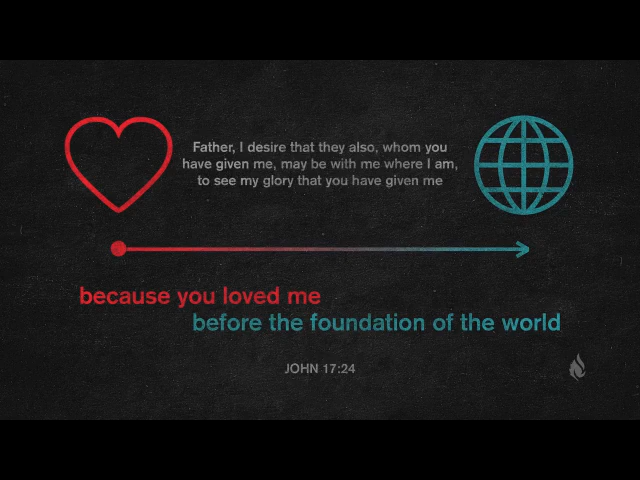 Father, I desire that they also, whom you
have given me, may be with me where I am,
to see my glory that you have given me
because you loved me
before the foundation of the world
JOHN 17:24